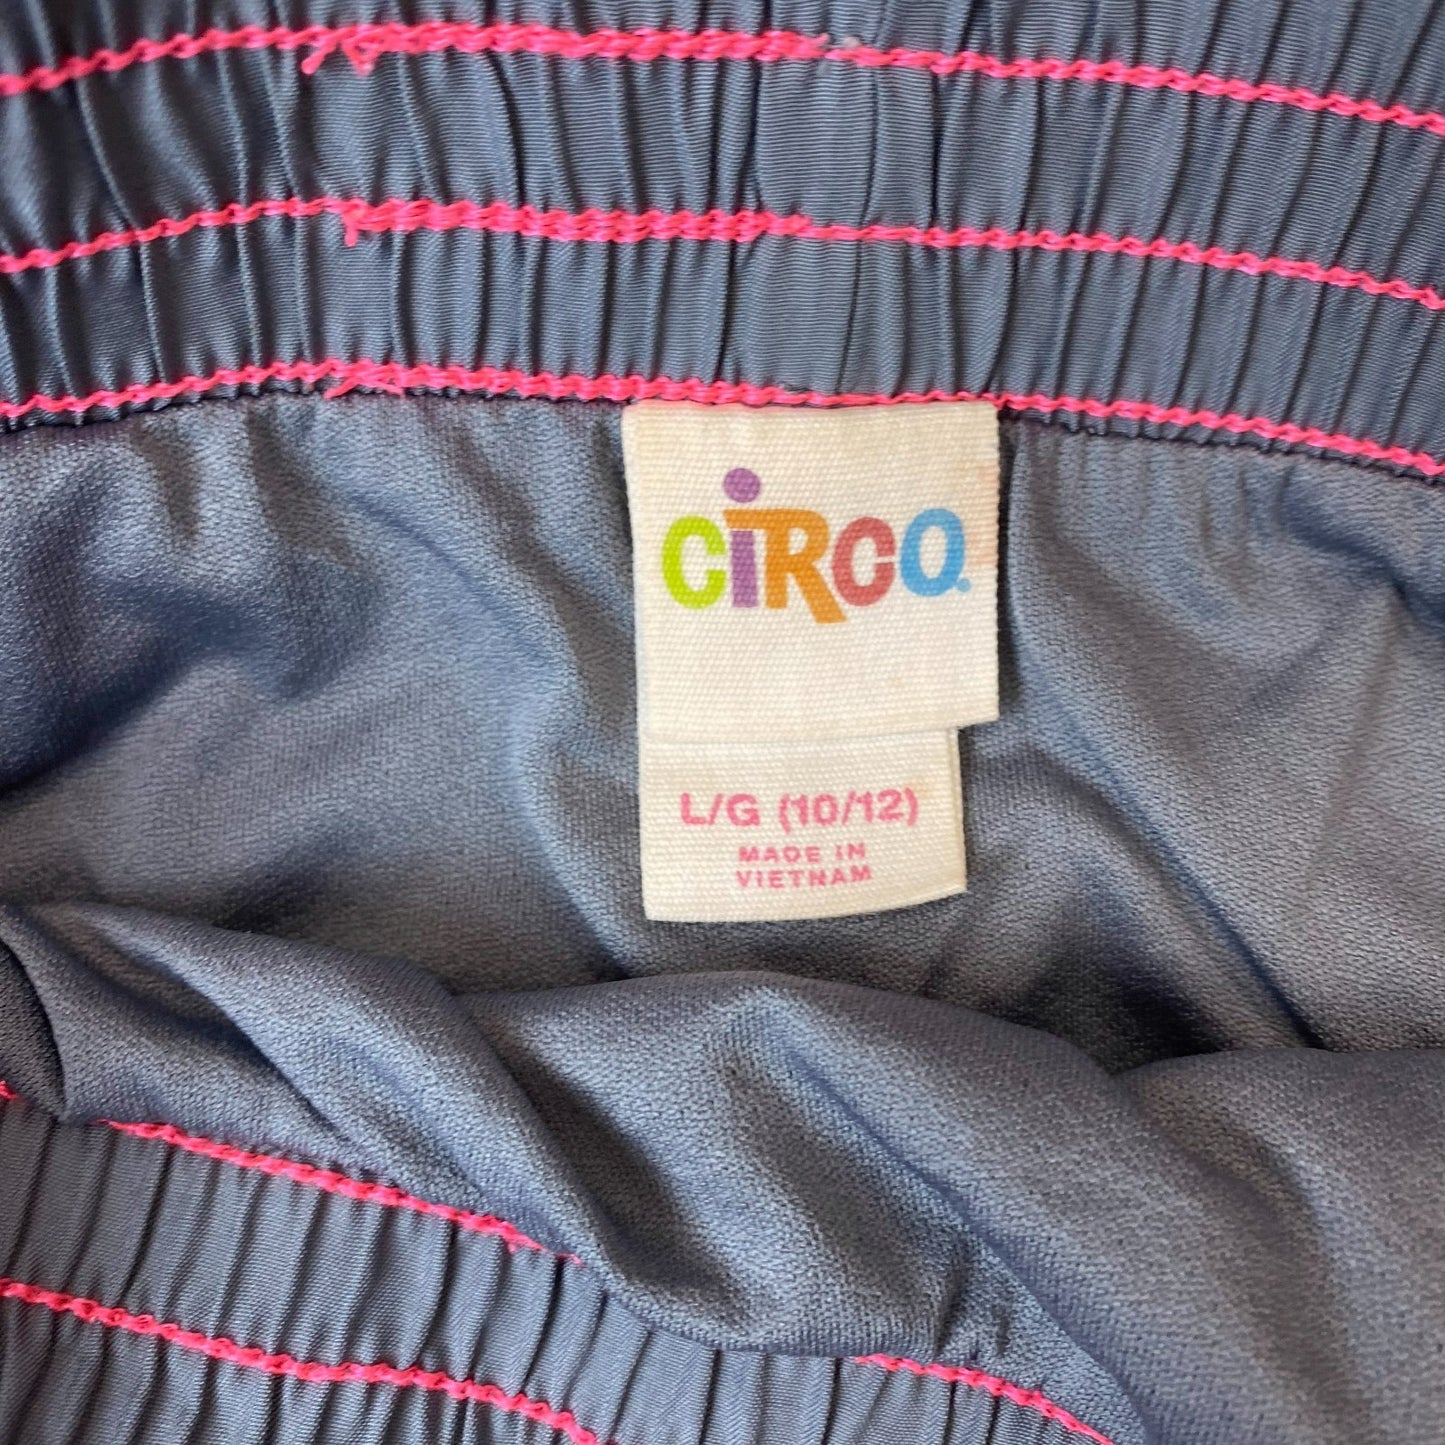 CiRCO
L/G (10/12)
MADE IN
VIETNAM